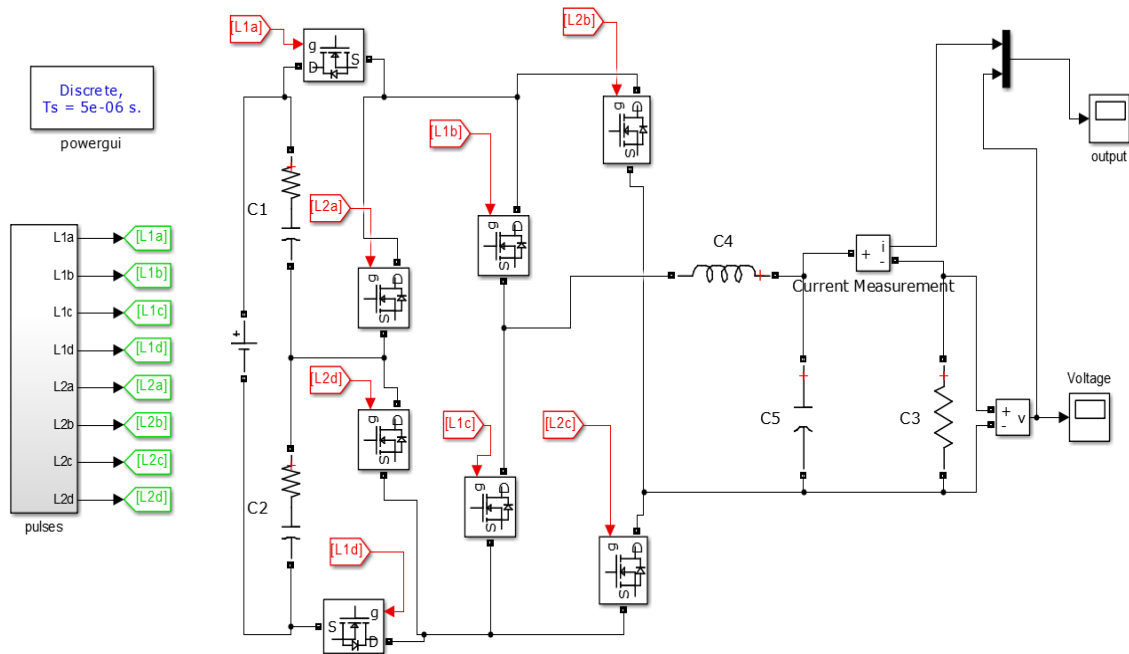 Discrete,
Ts = 5e-06 s.
powergui
L1a
L1b
L1c
L1d
L2a
L2b
L2c
L2d
pulses
[L1a]
[L1b]
[L1c]
[L1d]
[L2a]
[L2b]
[L2c]
[L2d]
[L1a]
g
D
S
+
C1
[L2a]
g
D
S
[L2d]
g
D
S
C2
[L1d]
S
g
D
[L1b]
g
D
S
[L1c]
g
D
S
[L2b]
g
D
S
[L2c]
g
D
S
C4
+
+
i
-
Current Measurement
+
C5
+
C3
+
-
v
Voltage
output